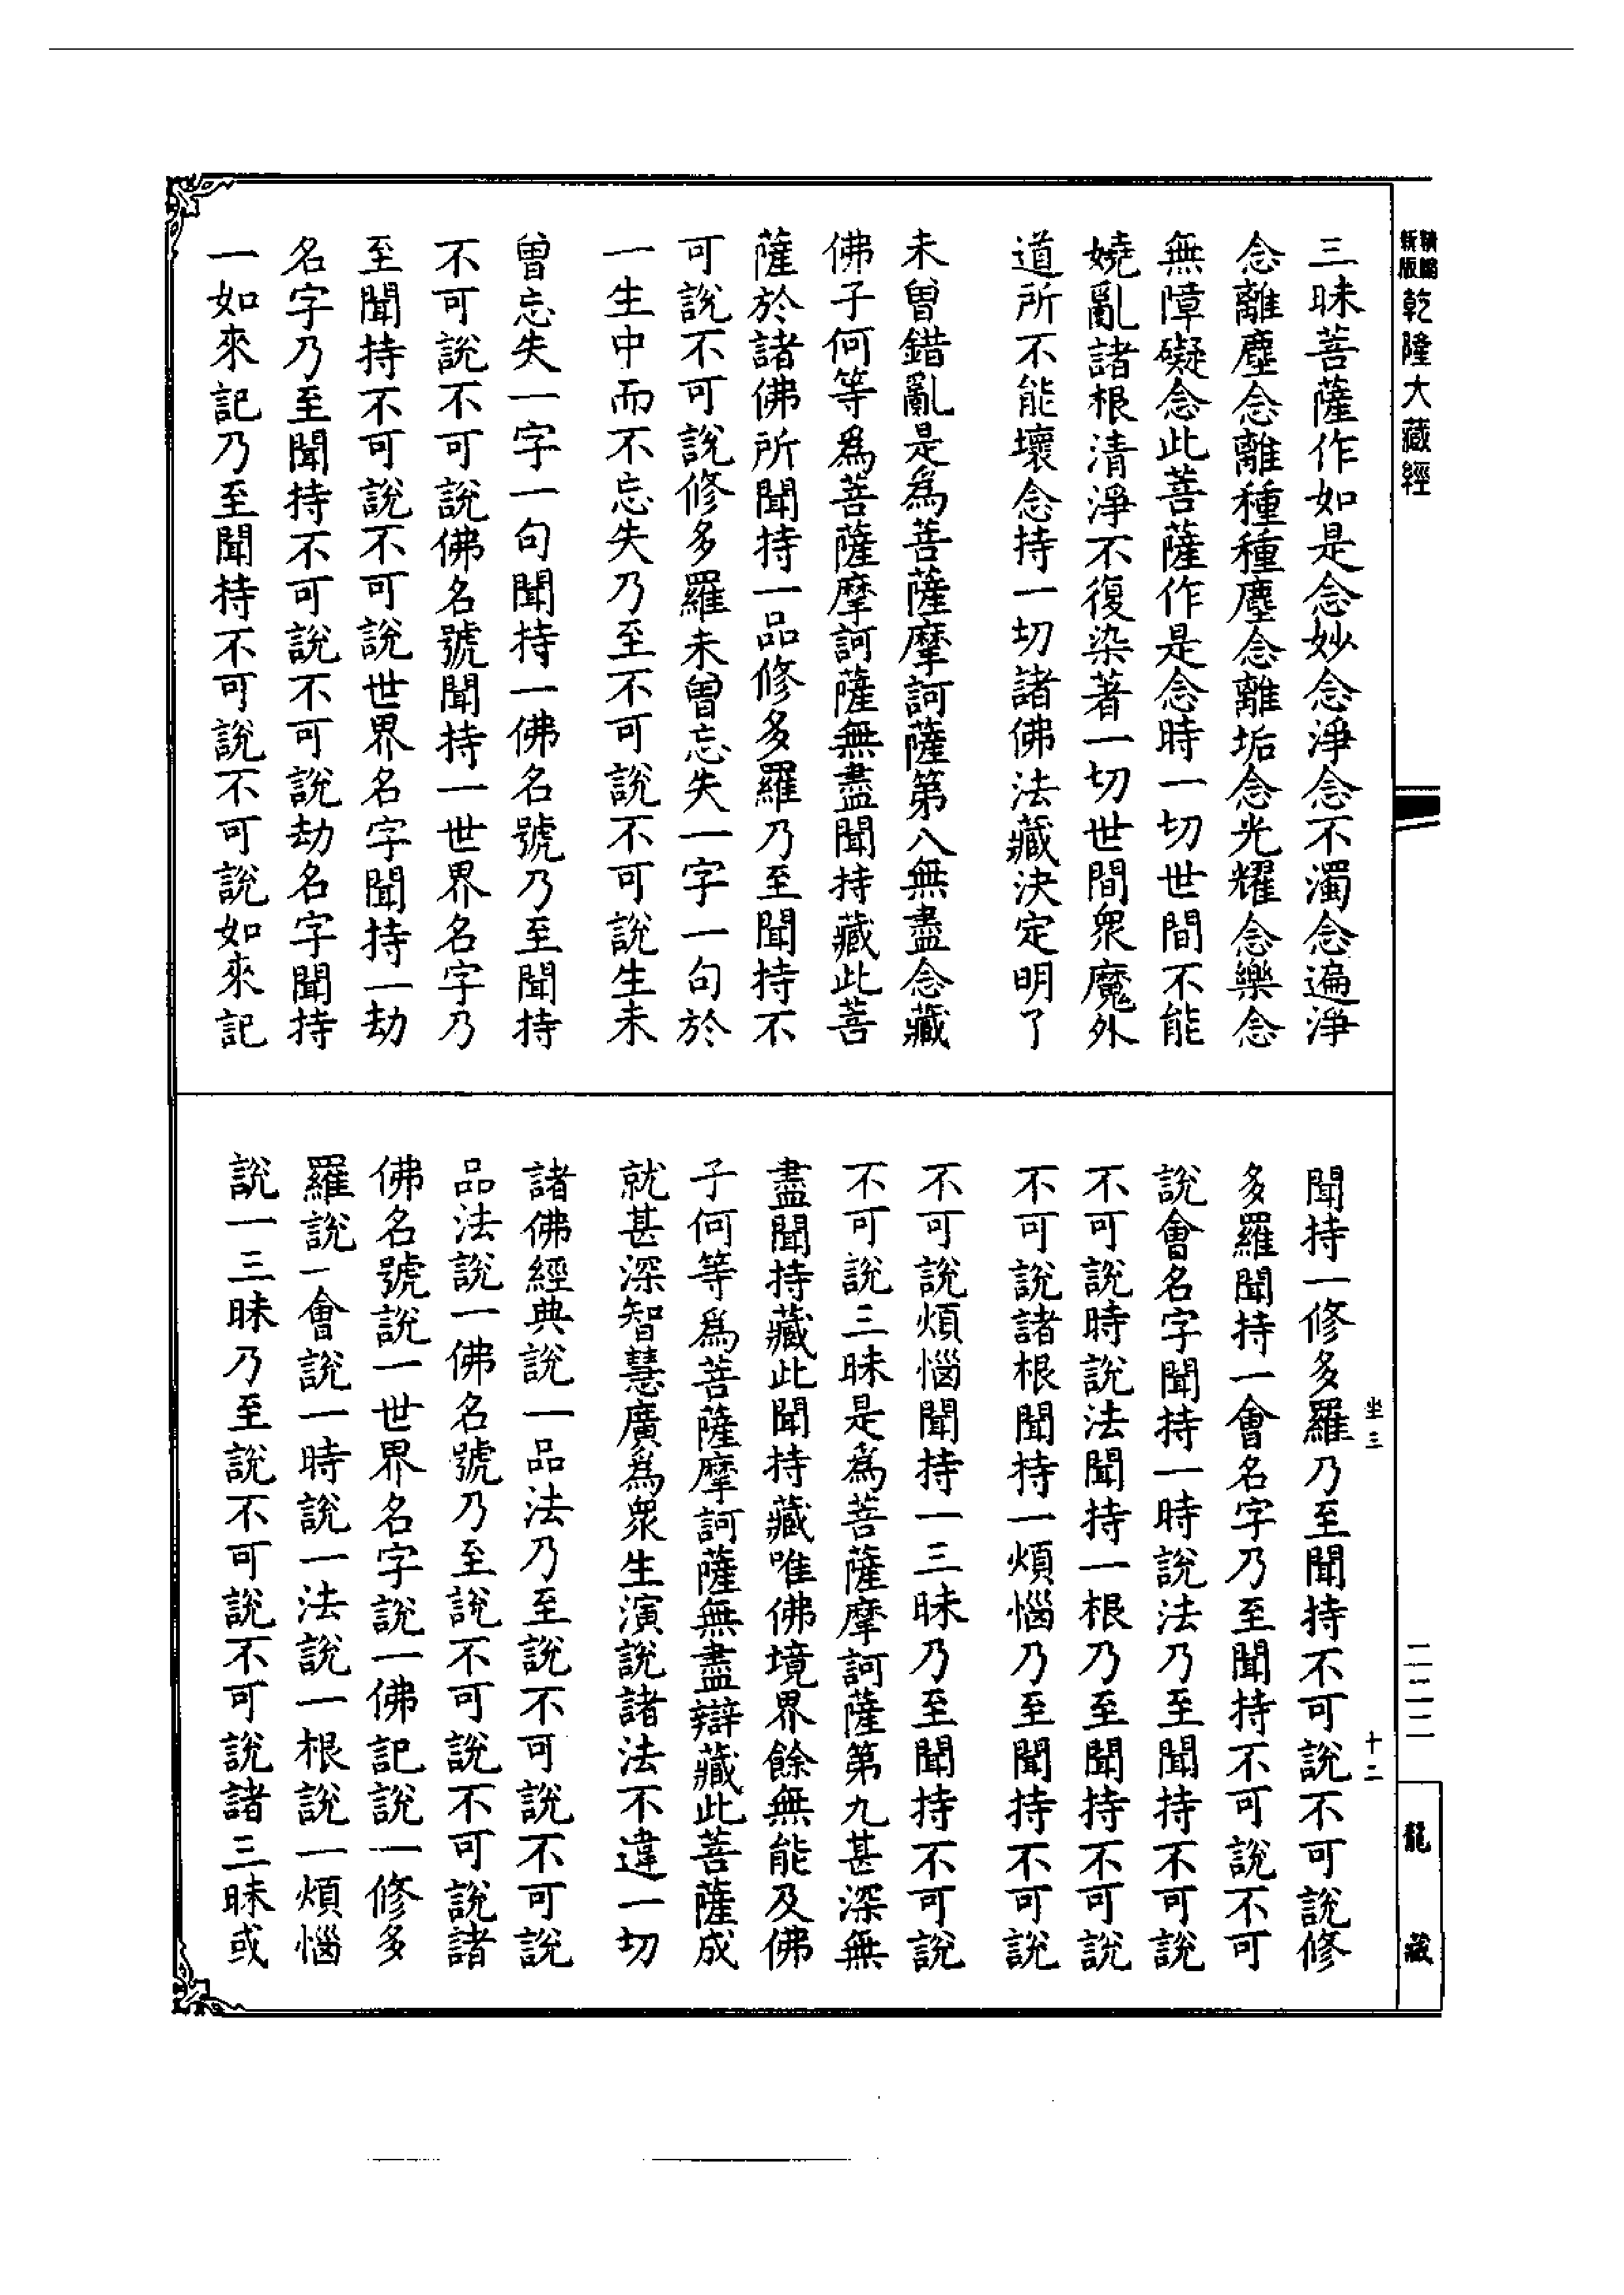 新版
乾隆大藏經
三昧菩薩作如是念妙念淨念不濁念遍淨
念離塵念離種種塵念離垢念光耀念樂念
無障礙念此菩薩作是念時一切世間不能
嬈亂諸根清淨不復染著一切世間衆魔外
道所不能壞念持一切諸佛法藏決定明了
未曾錯亂是為菩薩摩訶薩第八無盡念藏
佛子何等為菩薩摩訶薩無盡聞持藏此菩
薩於諸佛所聞持一品修多羅乃至聞持不
可說不可說修多羅未曾忘失一字一句於
一生中而不忘失乃至不可說不可說生未
曾忘失一字一句聞持一佛名號乃至聞持
不可說不可說佛名號聞持一世界名字乃
至聞持不可說不可說世界名字聞持一劫
名字乃至聞持不可說不可說劫名字聞持
一如來記乃至聞持不可說不可說如來記
聞持一修多羅乃至聞持不可說不可說修
多羅聞持一會名字乃至聞持不可說不可
說會名字聞持一時說法乃至聞持不可說
不可說時說法聞持一根乃至聞持不可說
不可說諸根聞持一煩惱乃至聞持不可說
不可說煩惱聞持一三昧乃至聞持不可說
不可說三昧是為菩薩摩訶薩第九甚深無
盡聞持藏此聞持藏唯佛境界餘無能及佛
子何等為菩薩摩訶薩無盡辯藏此菩薩成
就甚深智慧廣為衆生演說諸法不違一切
諸佛經典說一品法乃至說不可說不可說
品法說一佛名號乃至說不可說不可說諸
佛名號說一世界名字說一佛記說一修多
羅說一會說一時說一法說一根說一煩惱
說一三昧乃至說不可說不可說諸三昧或
坐三
十二
二二二
龍藏